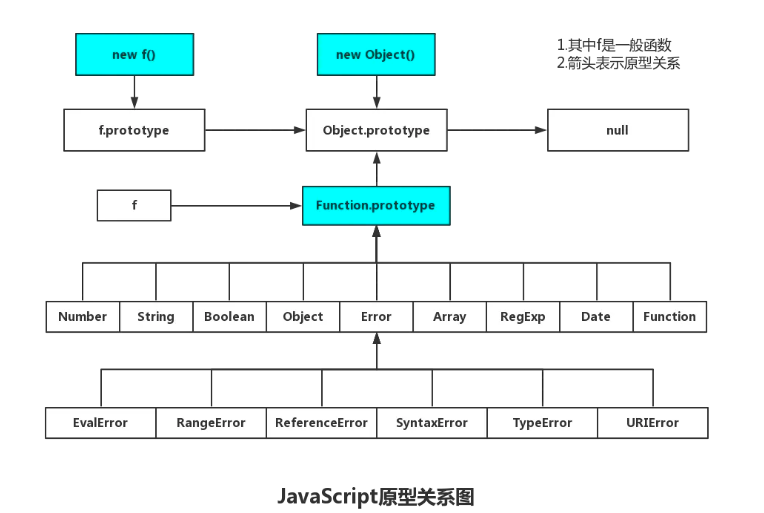 new f()
new Object()
1.其中f是一般函数
2.箭头表示原型关系
f.prototype
Object.prototype
null
f
Function.prototype
Number
String
Boolean
Object
Error
Array
RegExp
Date
Function
EvalError
RangeError
ReferenceError
SyntaxError
TypeError
URIError
JavaScript原型关系图